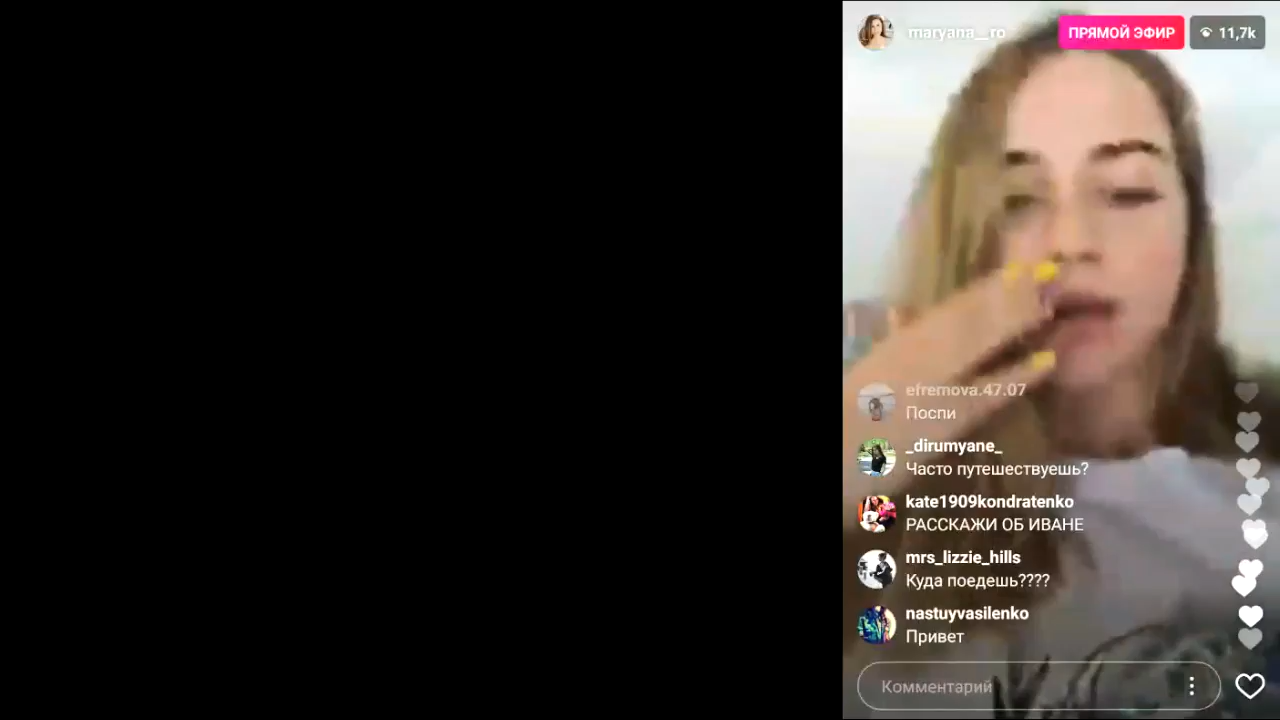 maryana__ro
ПРЯМОЙ ЭФИР
11,7k
efremova.47.07
Поспи
_dirumyane_
Часто путешествуешь?
kate1909kondratenko
РАССКАЖИ ОБ ИВАНЕ
mrs_lizzie_hills
Куда поедешь????
nastuyvasilenko
Привет
Комментарий